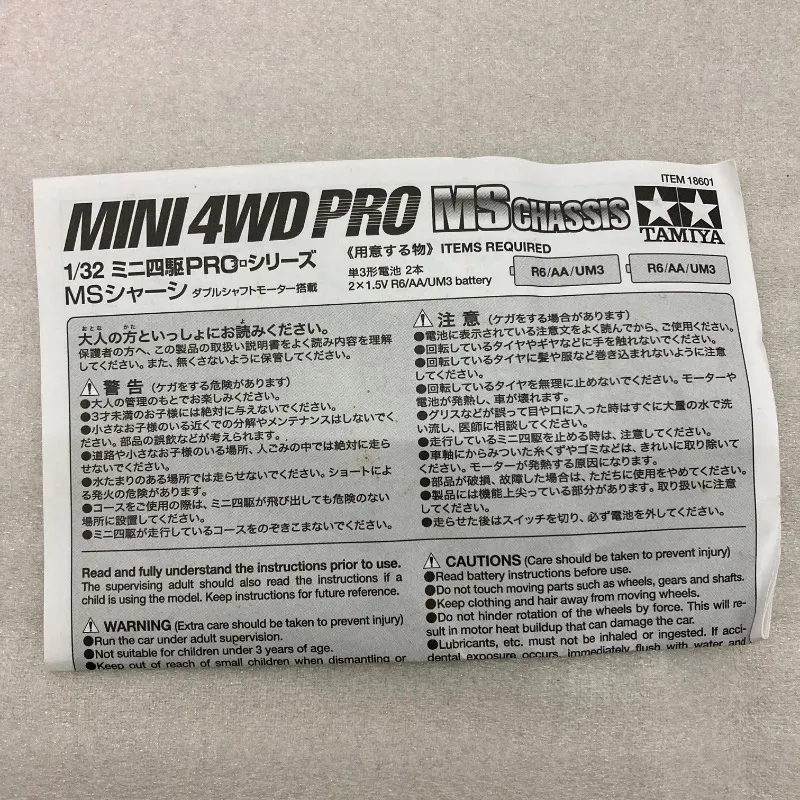 ITEM 18601
MINI 4WD PRO MS CHASSIS
TAMIYA
1/32 ミニ四駆PROシリーズ
MSシャーシ ダブルシャフトモーター搭載
《用意する物》 ITEMS REQUIRED
単3形電池 2本
2×1.5V R6/AA/UM3 battery
R6/AA/UM3
R6/AA/UM3
大人の方といっしょにお読みください。
保護者の方へ、この製品の取扱い説明書をよく読み内容を理解
してください。また、無くさないように保管してください。
警告 (ケガをする危険があります)
●大人の管理のもとでお楽しみください。
●3才未満のお子様には絶対に与えないでください。
●小さなお子様のいる近くでの分解やメンテナンスはしないでく
ださい。部品の誤飲などが考えられます。
●道路や小さなお子様のいる場所、人ごみの中では絶対に走ら
せないでください。
●水たまりのある場所では走らせないでください。ショートによ
る発火の危険があります。
●コースをご使用の際は、ミニ四駆が飛び出しても危険のない
場所に設置してください。
●ミニ四駆が走行しているコースをのぞきこまないでください。
注意 (ケガをする場合があります)
●電池に表示されている注意文をよく読んでから、ご使用ください。
●回転しているタイヤやギヤなどに手を触れないでください。
●回転しているタイヤに髪や服など巻き込まれないように注意
してください。
●回転しているタイヤを無理に止めないでください。モーターや
電池が発熱し、車が壊れます。
●グリスなどが誤って目や口に入った時はすぐに大量の水で洗
い流し、医師に相談してください。
●走行しているミニ四駆を止める時は、注意してください。
●車軸にからみついた糸くずやゴミなどは、きれいに取り除いて
ください。モーターが発熱する原因になります。
●部品が破損、故障した場合は、ただちに使用をやめてください。
●製品には機能上尖っている部分があります。取り扱いに注意
してください。
●走らせた後はスイッチを切り、必ず電池を外してください。
Read and fully understand the instructions prior to use.
The supervising adult should also read the instructions if a
child is using the model. Keep instructions for future reference.
WARNING (Extra care should be taken to prevent injury)
●Run the car under adult supervision.
●Not suitable for children under 3 years of age.
●Keep out of reach of small children when dismantling or
CAUTIONS (Care should be taken to prevent injury)
●Read battery instructions before use.
●Do not touch moving parts such as wheels, gears and shafts.
●Keep clothing and hair away from moving wheels.
●Do not hinder rotation of the wheels by force. This will re-
sult in motor heat buildup that can damage the car.
●Lubricants, etc. must not be inhaled or ingested. If acci-
dental exposure occurs, immediately flush with water and